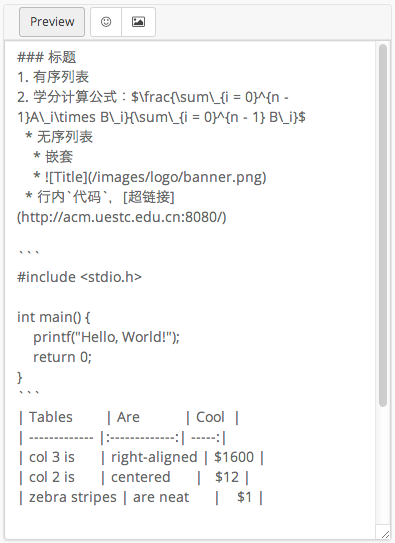 Preview
### 标题
1. 有序列表
2. 学分计算公式：$\frac{\sum\_{i = 0}^{n -
1}A\_i\times B\_i}{\sum\_{i = 0}^{n - 1} B\_i}$
  * 无序列表
    * 嵌套
    * ![Title](/images/logo/banner.png)
  * 行内`代码`，[超链接]
(http://acm.uestc.edu.cn:8080/)

```
#include <stdio.h>

int main() {
    printf("Hello, World!");
    return 0;
}
```
| Tables        | Are           | Cool  |
| ------------- |:-------------:| -----:|
| col 3 is      | right-aligned | $1600 |
| col 2 is      | centered      |   $12 |
| zebra stripes | are neat      |    $1 |